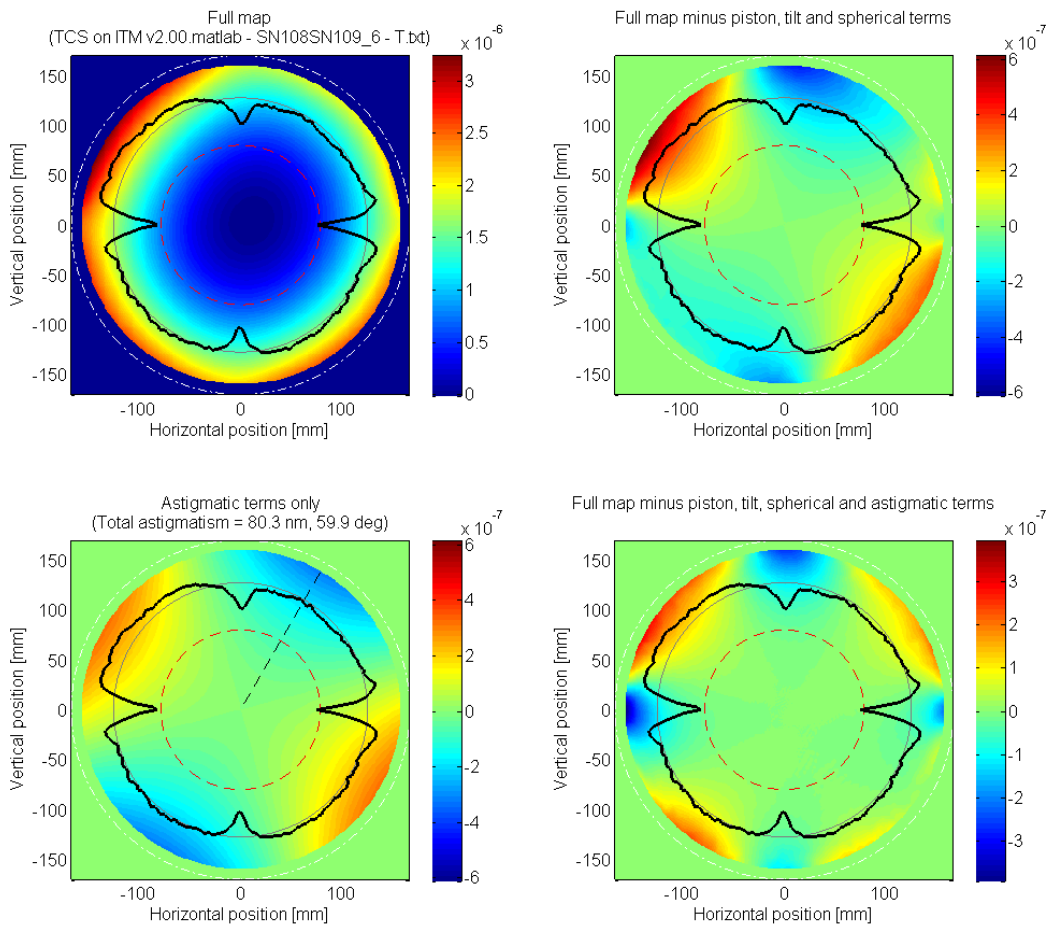 Full map
(TCS on ITM v2.00.matlab - SN108SN109_6 - T.txt)
x 10^-6
150
100
50
0
-50
-100
-150
Vertical position [mm]
-100 0 100
Horizontal position [mm]
3
2.5
2
1.5
1
0.5
0
Full map minus piston, tilt and spherical terms
x 10^-7
150
100
50
0
-50
-100
-150
Vertical position [mm]
-100 0 100
Horizontal position [mm]
6
4
2
0
-2
-4
-6
Astigmatic terms only
(Total astigmatism = 80.3 nm, 59.9 deg)
x 10^-7
150
100
50
0
-50
-100
-150
Vertical position [mm]
-100 0 100
Horizontal position [mm]
6
4
2
0
-2
-4
-6
Full map minus piston, tilt, spherical and astigmatic terms
x 10^-7
150
100
50
0
-50
-100
-150
Vertical position [mm]
-100 0 100
Horizontal position [mm]
3
2
1
0
-1
-2
-3